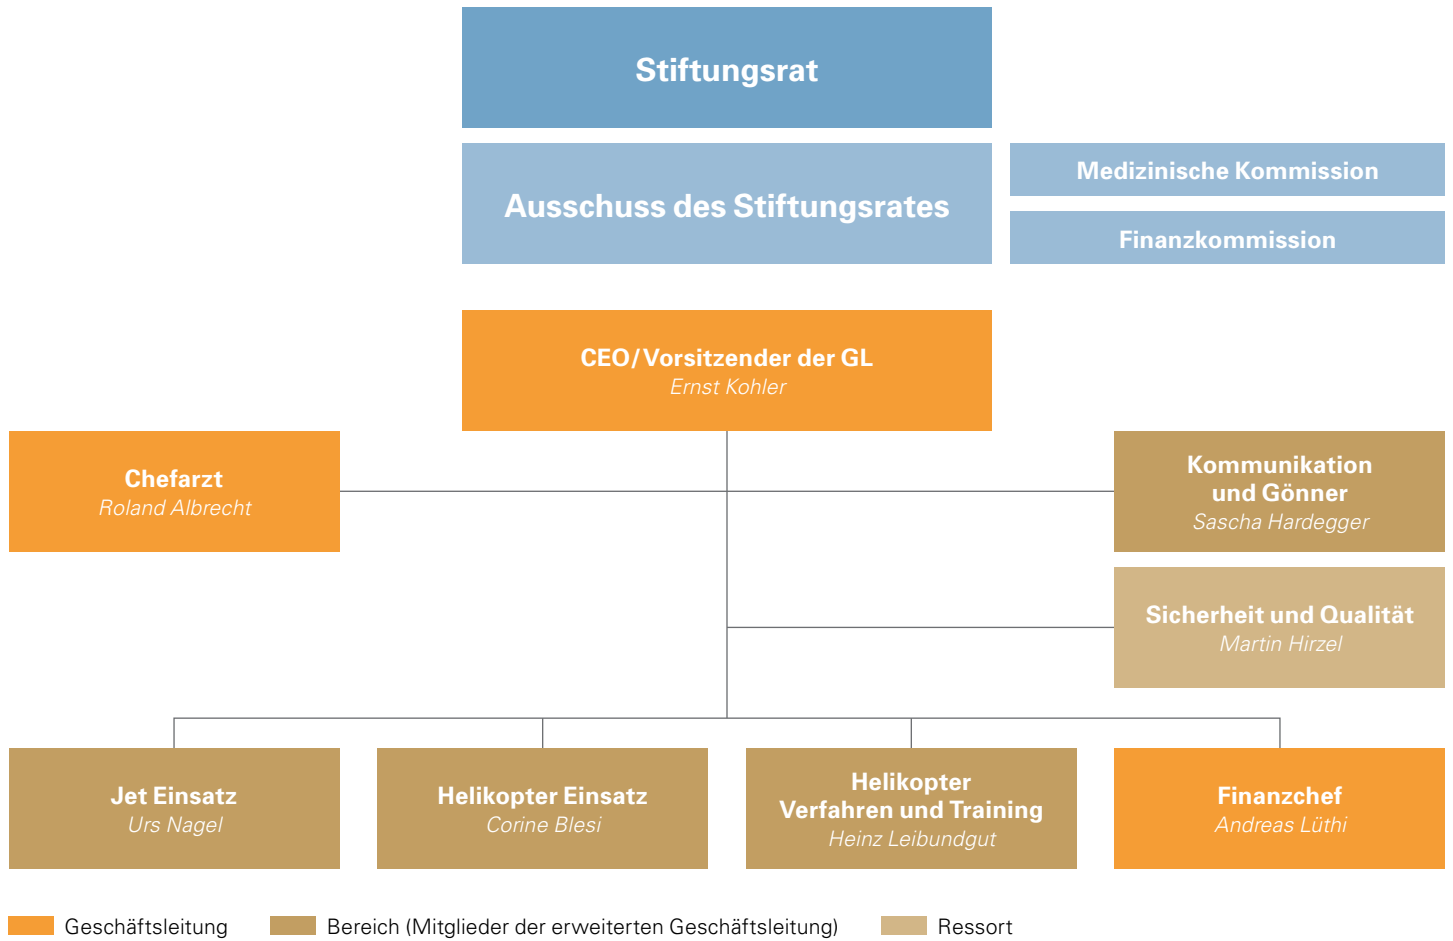 Stiftungsrat
Ausschuss des Stiftungsrates
Medizinische Kommission
Finanzkommission
CEO/Vorsitzender der GL
Ernst Kohler
Chefarzt
Roland Albrecht
Kommunikation
und Gönner
Sascha Hardegger
Sicherheit und Qualität
Martin Hirzel
Jet Einsatz
Urs Nagel
Helikopter Einsatz
Corine Blesi
Helikopter
Verfahren und Training
Heinz Leibundgut
Finanzchef
Andreas Lüthi
Geschäftsleitung
Bereich (Mitglieder der erweiterten Geschäftsleitung)
Ressort